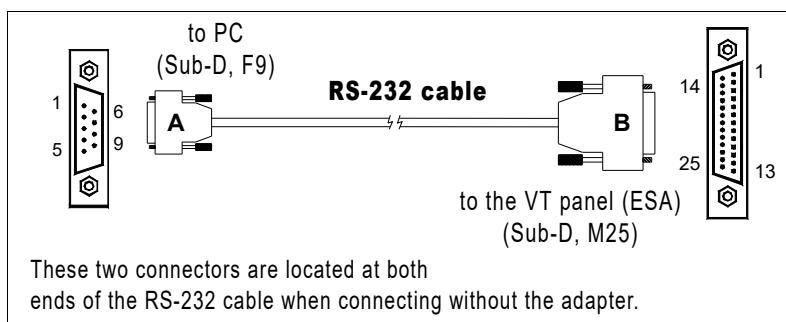 to PC
(Sub-D, F9)
RS-232 cable
1
6
5
9
A
B
14
1
25
13
to the VT panel (ESA)
(Sub-D, M25)
These two connectors are located at both
ends of the RS-232 cable when connecting without the adapter.